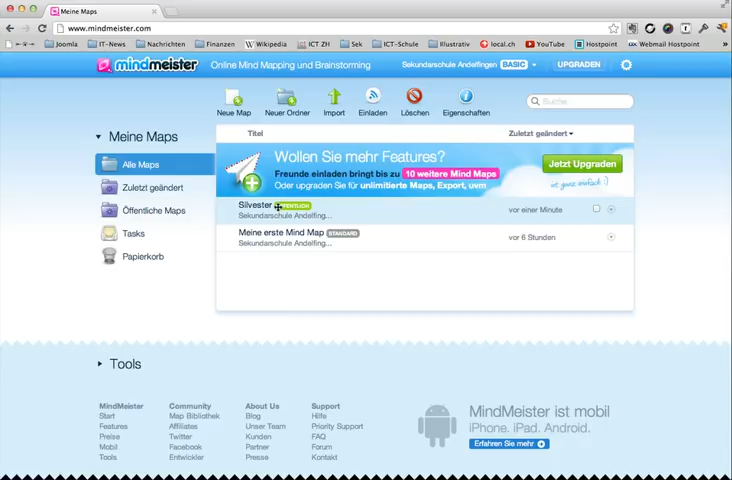 Meine Maps
www.mindmeister.com
Joomla IT-News Nachrichten Finanzen Wikipedia ICT ZH Sek ICT-Schule Illustrativ local.ch YouTube Hostpoint Webmail Hostpoint
mindmeister Online Mind Mapping und Brainstorming Sekundarschule Andelfingen BASIC UPGRADEN
Neue Map Neuer Ordner Import Einladen Löschen Eigenschaften Suche
Meine Maps
Alle Maps
Zuletzt geändert
Öffentliche Maps
Tasks
Papierkorb
Titel Zuletzt geändert
Wollen Sie mehr Features?
Freunde einladen bringt bis zu 10 weitere Mind Maps
Oder upgraden Sie für unlimitierte Maps, Export, uvm
Jetzt Upgraden
ist ganz einfach :)
Silvester
Sekundarschule Andelfing... vor einer Minute
Meine erste Mind Map STANDARD
Sekundarschule Andelfing... vor 6 Stunden
Tools
MindMeister Community About Us Support
Start Map Bibliothek Blog Hilfe
Features Affiliates Unser Team Priority Support
Preise Twitter Kunden FAQ
Mobil Facebook Partner Forum
Tools Entwickler Presse Kontakt
MindMeister ist mobil
iPhone. iPad. Android.
Erfahren Sie mehr